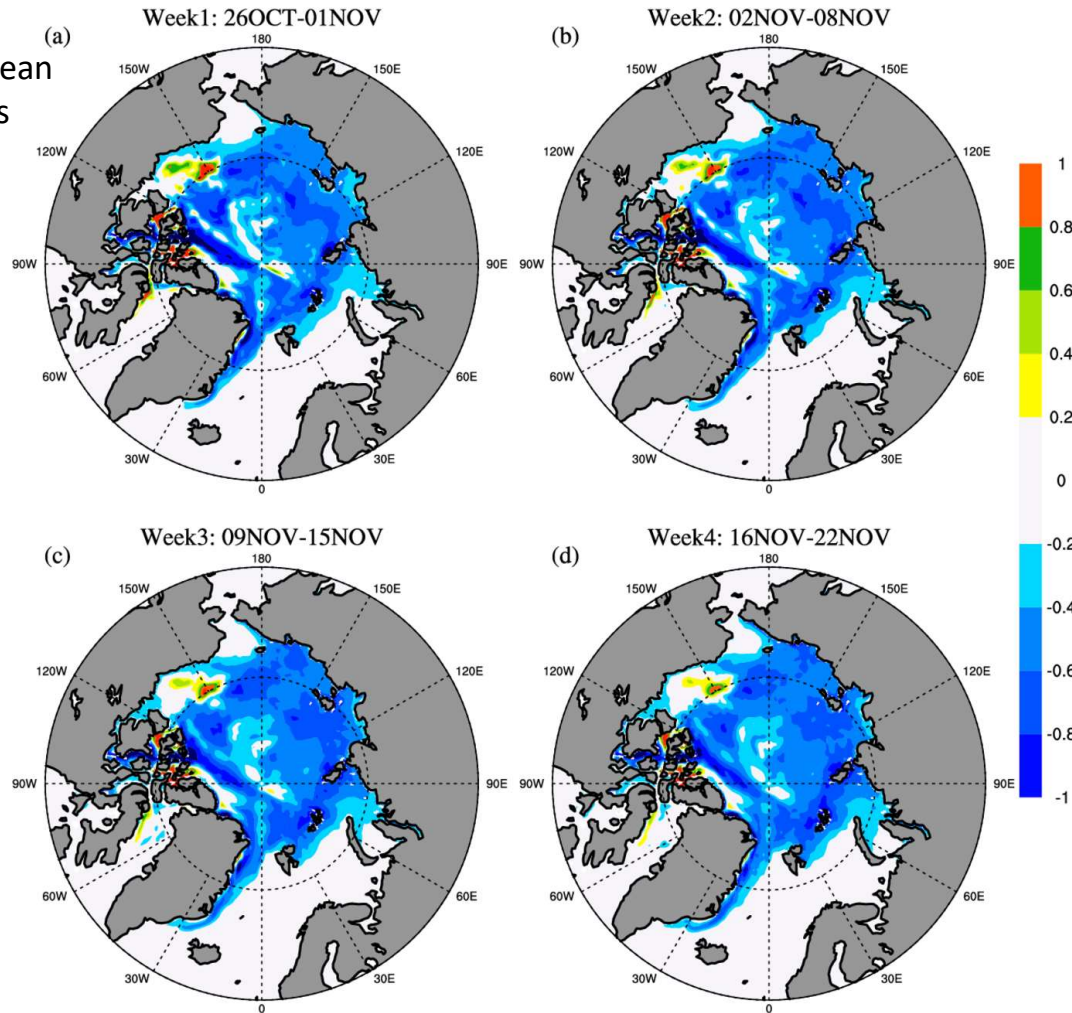 ean
s
Week1: 26OCT-01NOV
(a)
180
150W
150E
120W
120E
90W
90E
60W
60E
30W
30E
0
Week2: 02NOV-08NOV
(b)
180
150W
150E
120W
120E
90W
90E
60W
60E
30W
30E
0
Week3: 09NOV-15NOV
(c)
180
150W
150E
120W
120E
90W
90E
60W
60E
30W
30E
0
Week4: 16NOV-22NOV
(d)
180
150W
150E
120W
120E
90W
90E
60W
60E
30W
30E
0
1
0.8
0.6
0.4
0.2
0
-0.2
-0.4
-0.6
-0.8
-1